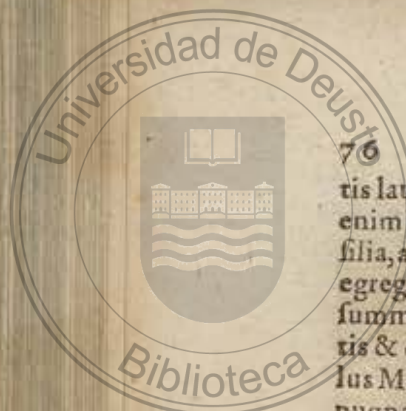 Universidad de Deusto
Biblioteca
76
tis lau
enim
filia, a
egreg
summ
tis & 
lus M